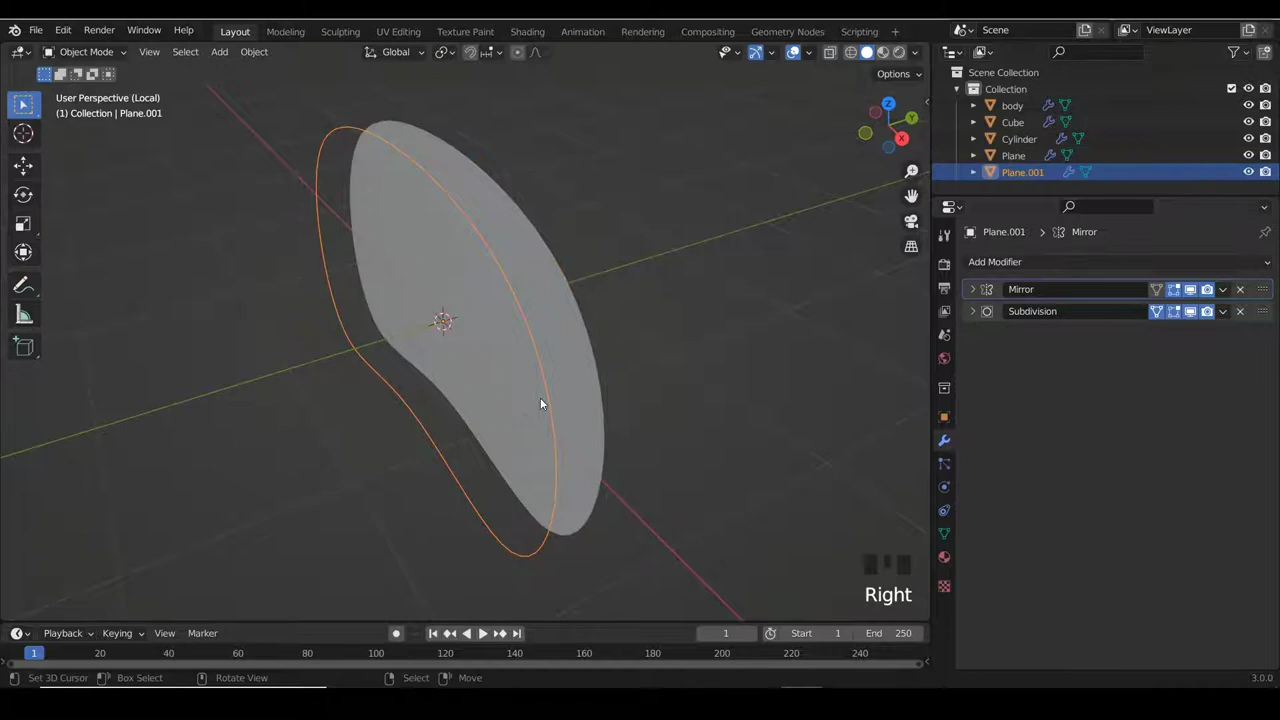 File Edit Render Window Help Layout Modeling Sculpting UV Editing Texture Paint Shading Animation Rendering Compositing Geometry Nodes Scripting Scene ViewLayer
Object Mode View Select Add Object Global
Options
User Perspective (Local)
(1) Collection | Plane.001
Z
Y
X
Right
Scene Collection
Collection
body
Cube
Cylinder
Plane
Plane.001
Plane.001 Mirror
Add Modifier
Mirror
Subdivision
Playback Keying View Marker 1 Start 1 End 250
1 20 40 60 80 100 120 140 160 180 200 220 240
Set 3D Cursor Box Select Rotate View Select Move 3.0.0